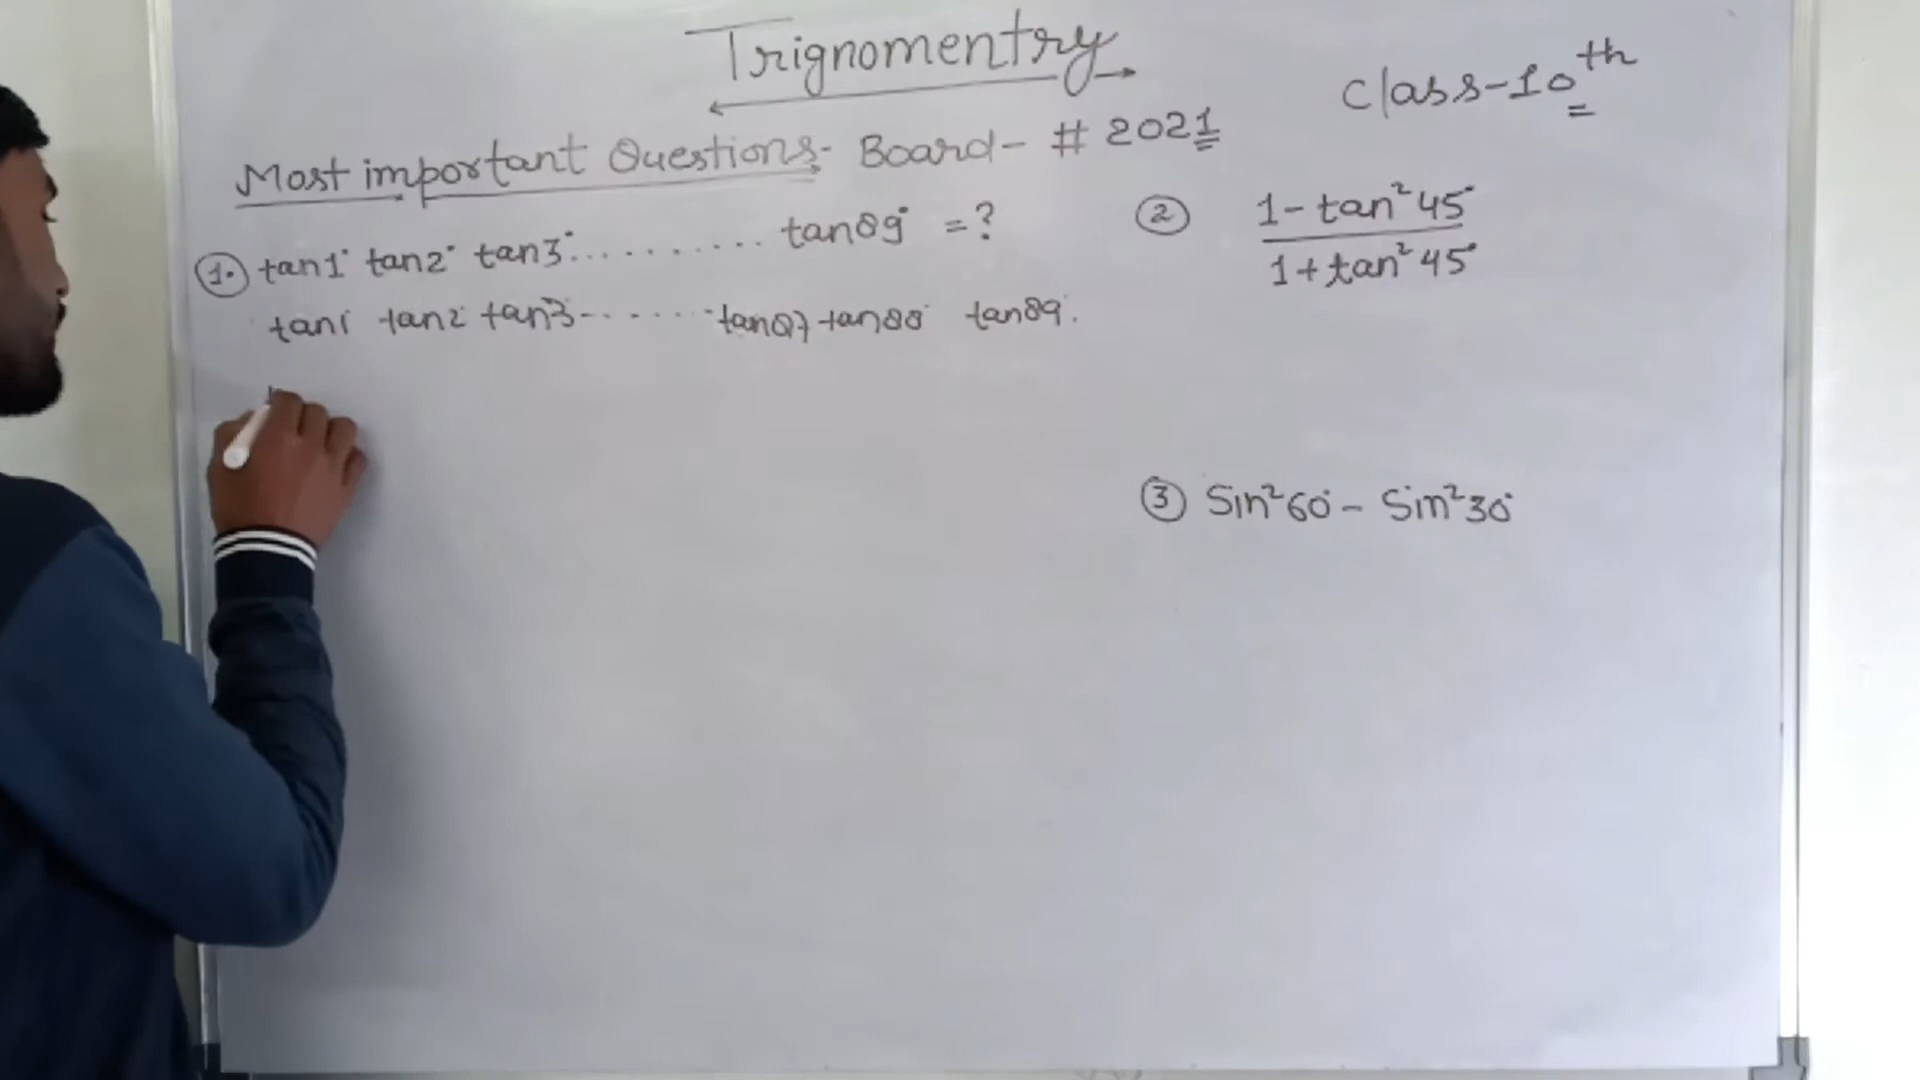 Trignomentry
Class-10th
Most important Questions- Board- # 2021
1. tan1° tan2° tan3°.......... tan89° = ?
tan1 tan2 tan3-......tan87 tan88 tan89.
2 1-tan²45° / 1+tan²45°
3 Sin²60°- Sin²30°